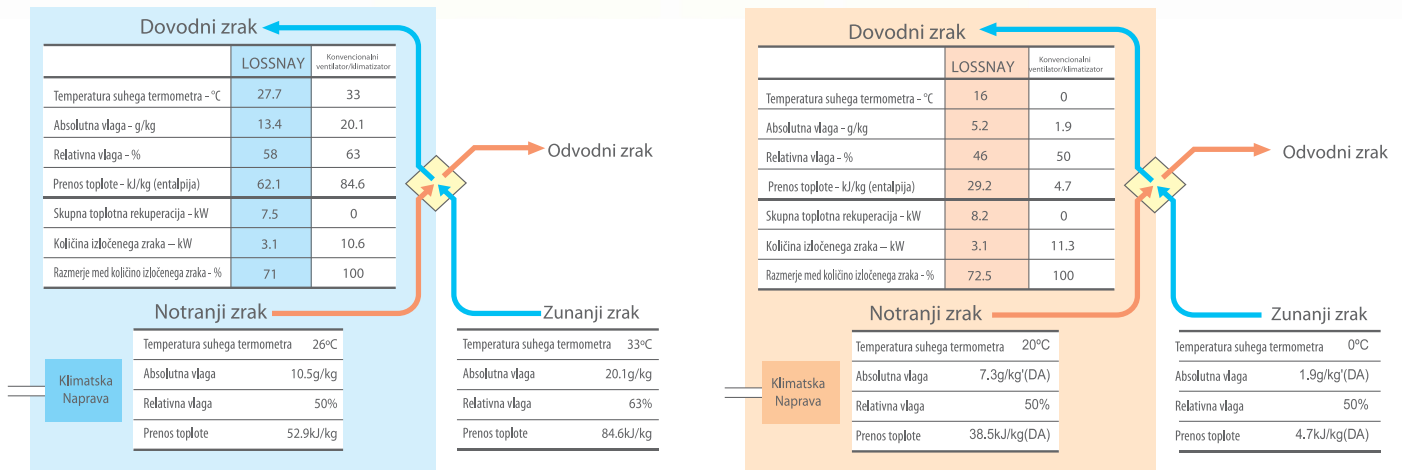 Dovodni zrak
LOSSNAY Konvencionalni ventilator/klimatizator
Temperatura suhega termometra – °C 27.7 33
Absolutna vlaga – g/kg 13.4 20.1
Relativna vlaga – % 58 63
Prenos toplote – kJ/kg (entalpija) 62.1 84.6
Skupna toplotna rekuperacija – kW 7.5 0
Količina izločenega zraka – kW 3.1 10.6
Razmerje med količino izločenega zraka – % 71 100
Odvodni zrak
Notranji zrak
Zunanji zrak
Klimatska
Naprava
Temperatura suhega termometra 26ºC
Absolutna vlaga 10.5g/kg
Relativna vlaga 50%
Prenos toplote 52.9kJ/kg
Temperatura suhega termometra 33ºC
Absolutna vlaga 20.1g/kg
Relativna vlaga 63%
Prenos toplote 84.6kJ/kg
Dovodni zrak
LOSSNAY Konvencionalni ventilator/klimatizator
Temperatura suhega termometra – °C 16 0
Absolutna vlaga – g/kg 5.2 1.9
Relativna vlaga – % 46 50
Prenos toplote – kJ/kg (entalpija) 29.2 4.7
Skupna toplotna rekuperacija – kW 8.2 0
Količina izločenega zraka – kW 3.1 11.3
Razmerje med količino izločenega zraka – % 72.5 100
Odvodni zrak
Notranji zrak
Zunanji zrak
Klimatska
Naprava
Temperatura suhega termometra 20ºC
Absolutna vlaga 7.3g/kg'(DA)
Relativna vlaga 50%
Prenos toplote 38.5kJ/kg(DA)
Temperatura suhega termometra 0ºC
Absolutna vlaga 1.9g/kg'(DA)
Relativna vlaga 50%
Prenos toplote 4.7kJ/kg(DA)